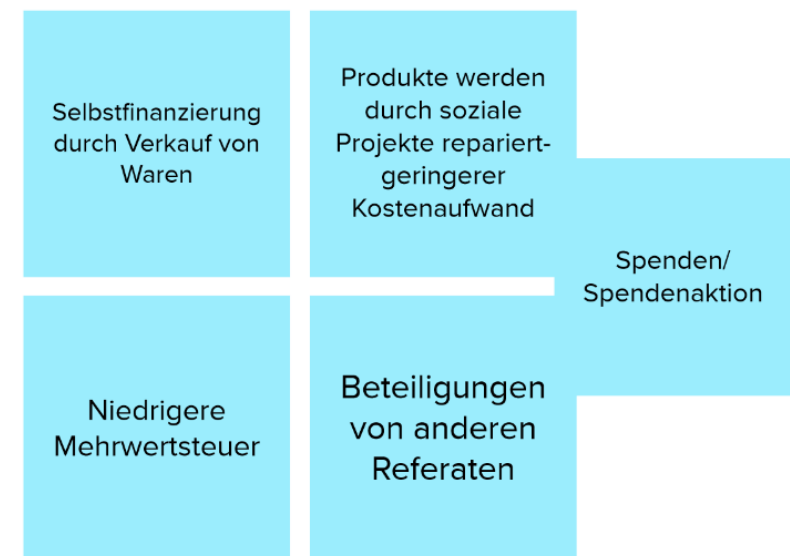 Selbstfinanzierung
durch Verkauf von
Waren
Produkte werden
durch soziale
Projekte repariert-
geringerer
Kostenaufwand
Spenden/
Spendenaktion
Niedrigere
Mehrwertsteuer
Beteiligungen
von anderen
Referaten